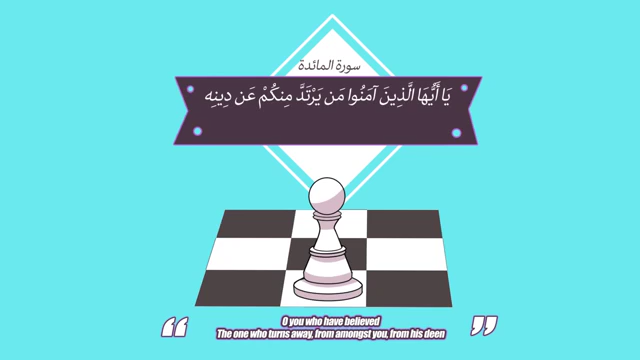 سورة المائدة
يَا أَيُّهَا الَّذِينَ آمَنُوا مَن يَرْتَدَّ مِنكُمْ عَن دِينِه
O you who have believed
The one who turns away, from amongst you, from his deen